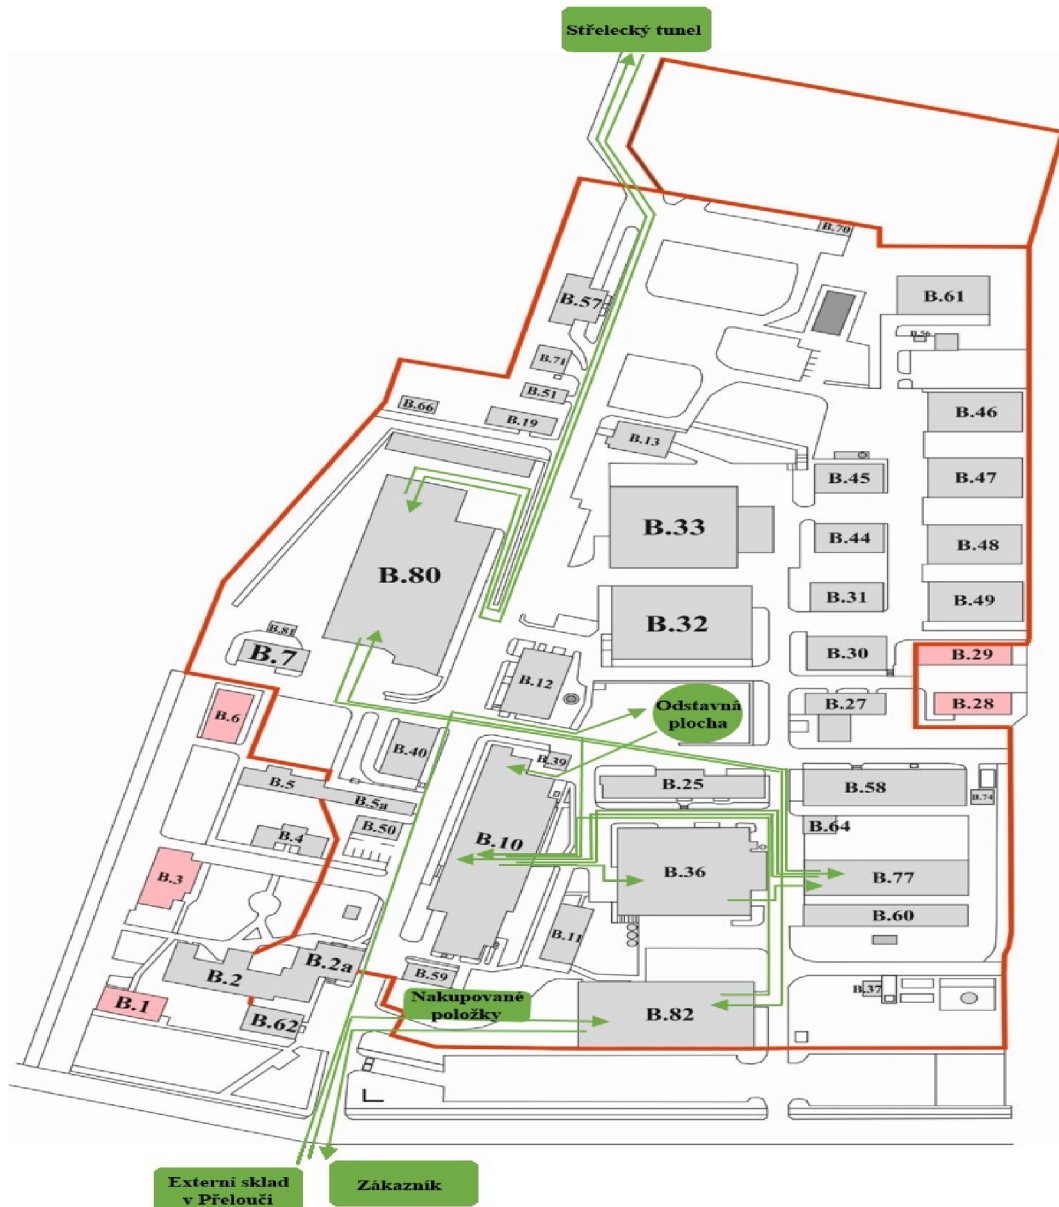 Střelecký tunel
B.70
B.57
B.61
B.56
B.71
B.51
B.66
B.19
B.46
B.13
B.45
B.47
B.33
B.44
B.48
B.80
B.31
B.49
B.32
B.81
B.7
B.30
B.29
B.12
B.6
B.27
B.28
Odstavná
plocha
B.40
B.39
B.5
B.25
B.58
B.5a
B.74
B.50
B.64
B.4
B.10
B.36
B.3
B.77
B.60
B.11
B.2a
B.2
B.59
B.37
B.1
Nakupované
položky
B.62
B.82
Externí sklad
v Přelouči
Zákazník